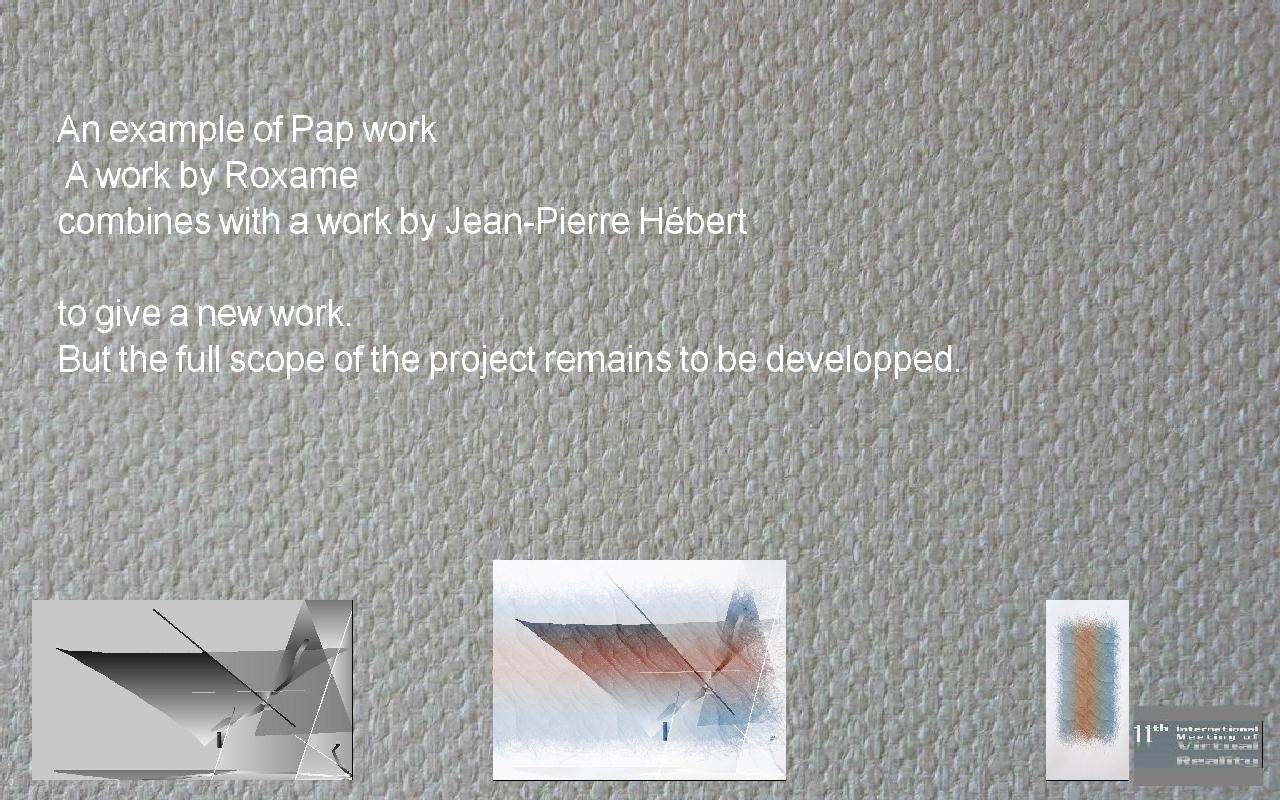 An example of Pap work
A work by Roxame
combines with a work by Jean-Pierre Hébert
to give a new work.
But the full scope of the project remains to be developped.
11th International
Meeting of
Virtual
Reality